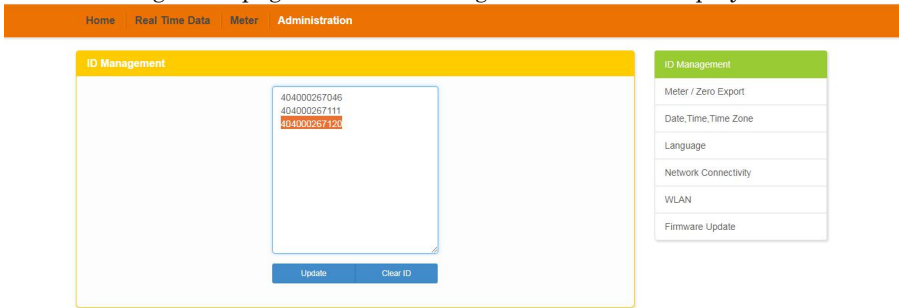 Home Real Time Data Meter Administration
ID Management
404000267046
404000267111
404000267120
Update Clear ID
ID Management
Meter / Zero Export
Date,Time,Time Zone
Language
Network Connectivity
WLAN
Firmware Update